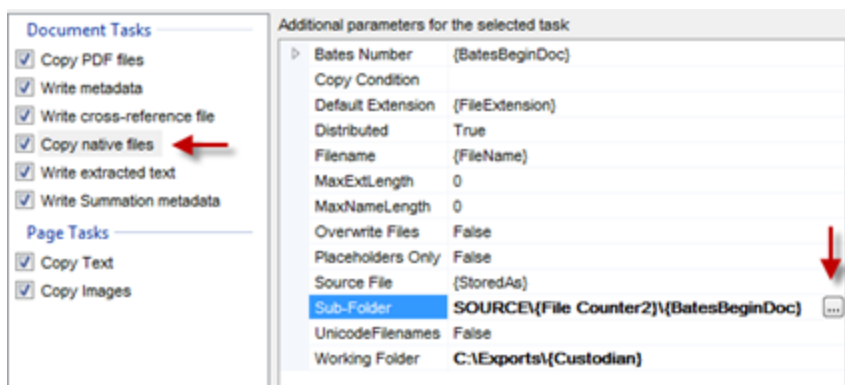 Document Tasks
Copy PDF files
Write metadata
Write cross-reference file
Copy native files
Write extracted text
Write Summation metadata
Page Tasks
Copy Text
Copy Images
Additional parameters for the selected task
Bates Number {BatesBeginDoc}
Copy Condition
Default Extension {FileExtension}
Distributed True
Filename {FileName}
MaxExtLength 0
MaxNameLength 0
Overwrite Files False
Placeholders Only False
Source File {StoredAs}
Sub-Folder SOURCE\{File Counter2}\{BatesBeginDoc} ...
UnicodeFilenames False
Working Folder C:\Exports\{Custodian}